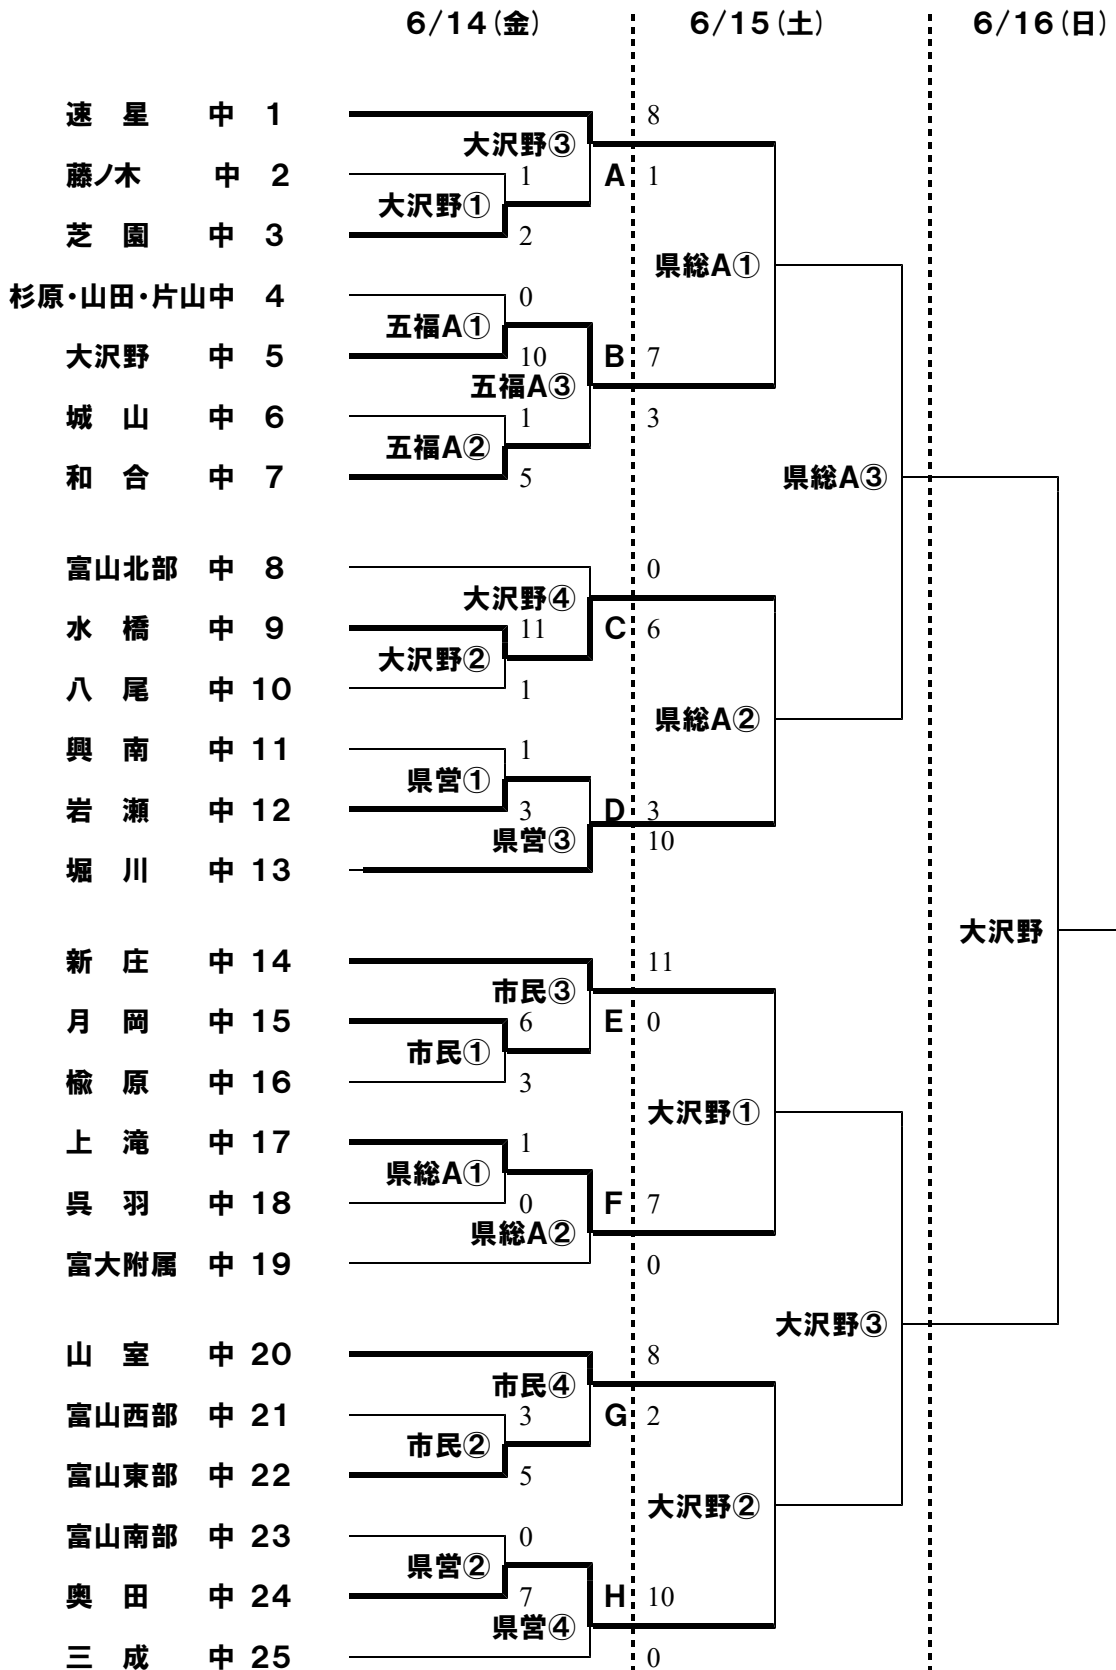 6/14(金) 6/15(土) 6/16(日)
速星 中 1 8
大沢野③
藤ノ木 中 2 1 A 1
大沢野①
芝園 中 3 2
県総A①
杉原・山田・片山中 4 0
五福A①
大沢野 中 5 10 B 7
五福A③
城山 中 6 1 3
五福A②
和合 中 7 5 県総A③
富山北部 中 8 0
大沢野④
水橋 中 9 11 C 6
大沢野②
八尾 中 10 1
県総A②
興南 中 11 1
県営①
岩瀬 中 12 3 D 3
県営③ 10
堀川 中 13
大沢野
新庄 中 14 11
市民③
月岡 中 15 6 E 0
市民①
楡原 中 16 3
大沢野①
上滝 中 17 1
県総A①
呉羽 中 18 0 F 7
県総A②
富大附属 中 19 0
大沢野③
山室 中 20 8
市民④
富山西部 中 21 3 G 2
市民②
富山東部 中 22 5
大沢野②
富山南部 中 23 0
県営②
奥田 中 24 7 H 10
県営④
三成 中 25 0